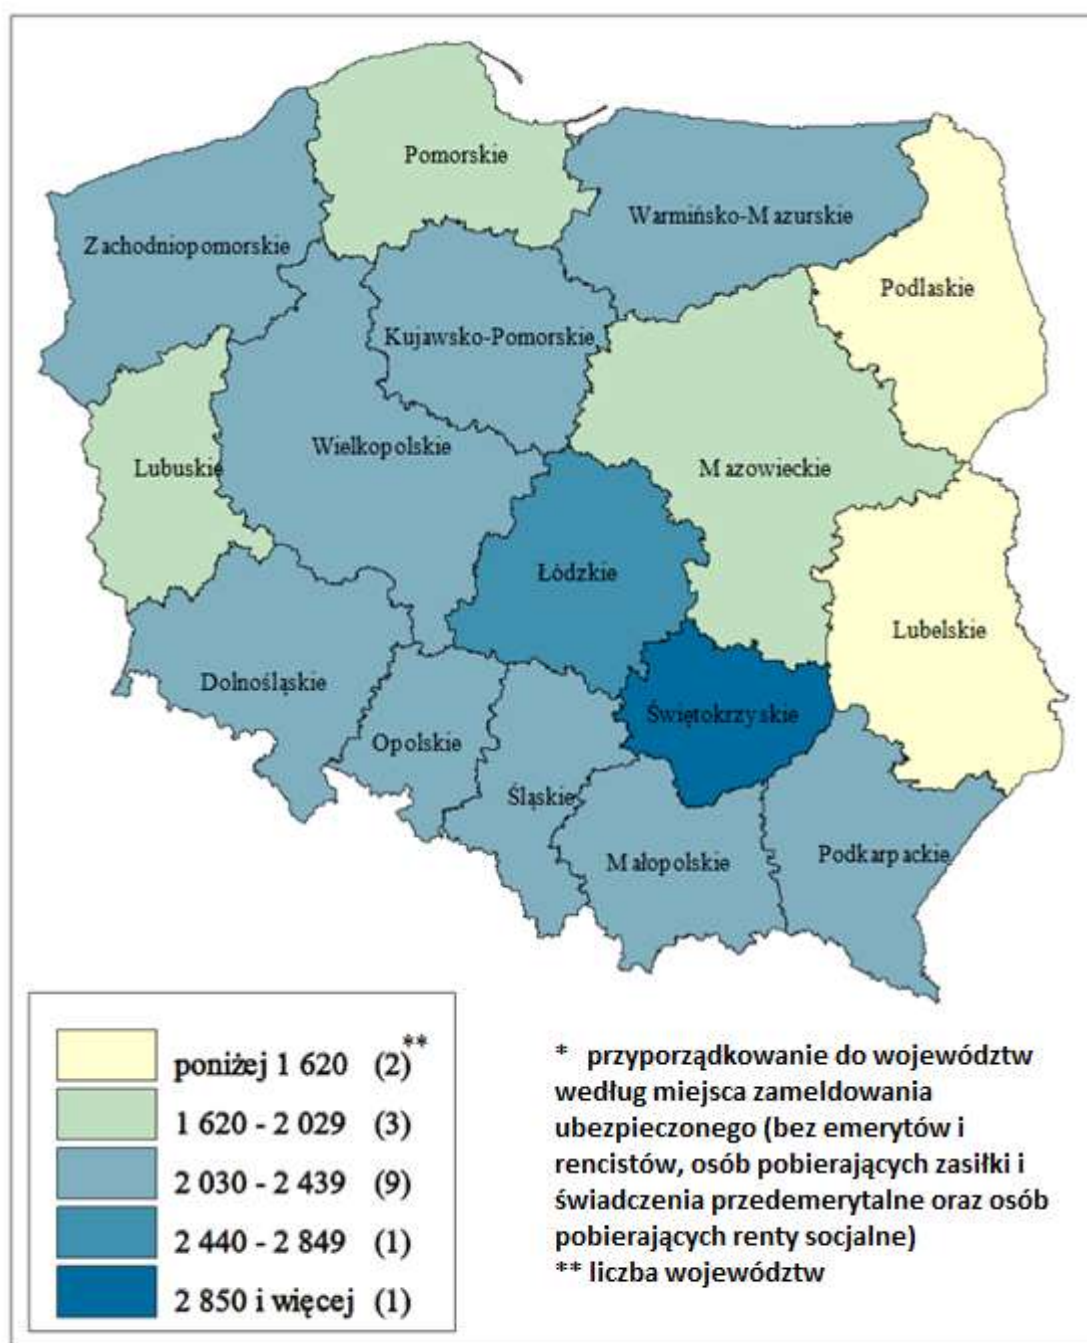 Pomorskie
Warmińsko-Mazurskie
Zachodniopomorskie
Podlaskie
Kujawsko-Pomorskie
Wielkopolskie
Mazowieckie
Lubuskie
Łódzkie
Lubelskie
Dolnośląskie
Świętokrzyskie
Opolskie
Śląskie
Podkarpackie
Małopolskie
poniżej 1 620 (2)**
1 620 - 2 029 (3)
2 030 - 2 439 (9)
2 440 - 2 849 (1)
2 850 i więcej (1)
* przyporządkowanie do województw
według miejsca zameldowania
ubezpieczonego (bez emerytów i
rencistów, osób pobierających zasiłki i
świadczenia przedemerytalne oraz osób
pobierających renty socjalne)
** liczba województw